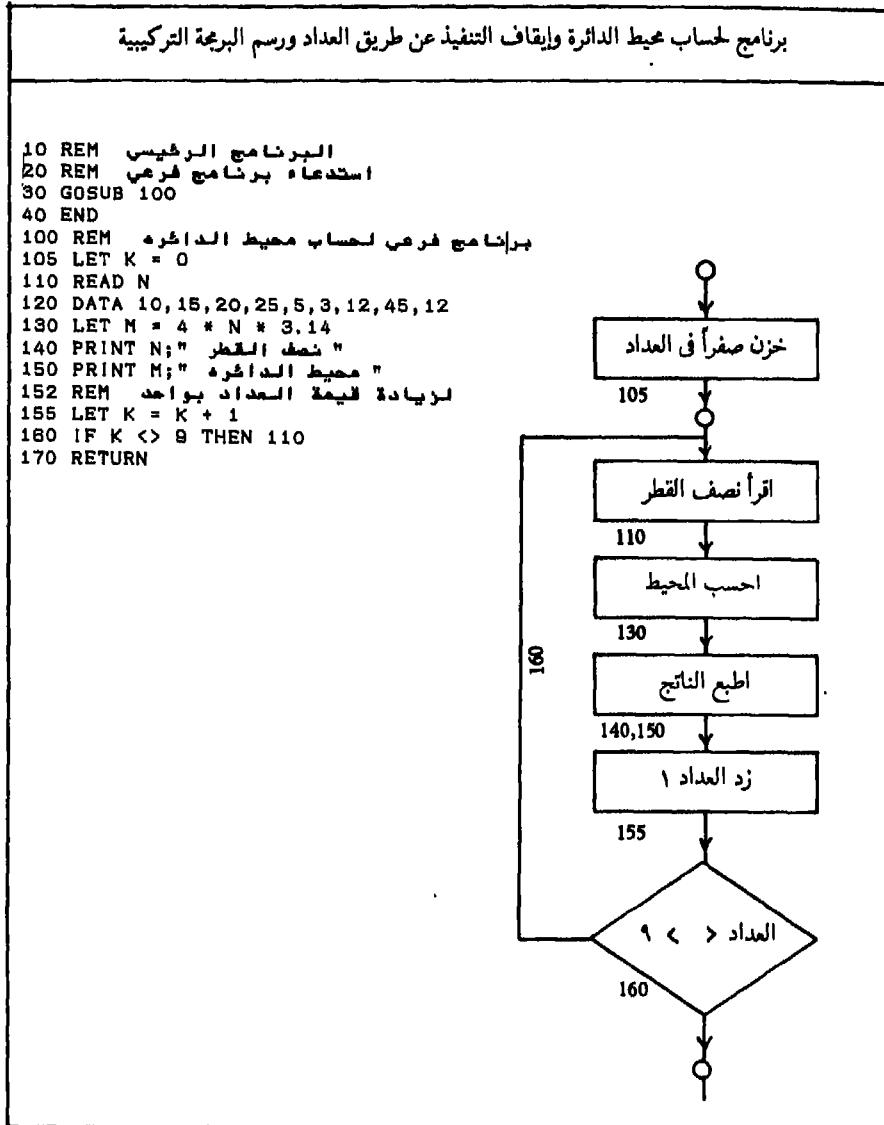 برنامج لحساب محيط الدائرة وإيقاف التنفيذ عن طريق العداد ورسم البرمجة التركيبية
10 REM البرنامج الرئيسي
20 REM استدعاء برنامج فرعي
30 GOSUB 100
40 END
100 REM برنامج فرعي لحساب محيط الدائره
105 LET K = 0
110 READ N
120 DATA 10,15,20,25,5,3,12,45,12
130 LET M = 4 * N * 3.14
140 PRINT N;" نصف القطر "
150 PRINT M;" محيط الدائره "
152 REM لزيادة قيمة العداد بواحد
155 LET K = K + 1
160 IF K <> 9 THEN 110
170 RETURN
خزن صفراً فى العداد
105
اقرأ نصف القطر
110
احسب المحيط
130
160
اطبع الناتج
140,150
زد العداد ١
155
العداد < > ٩
160